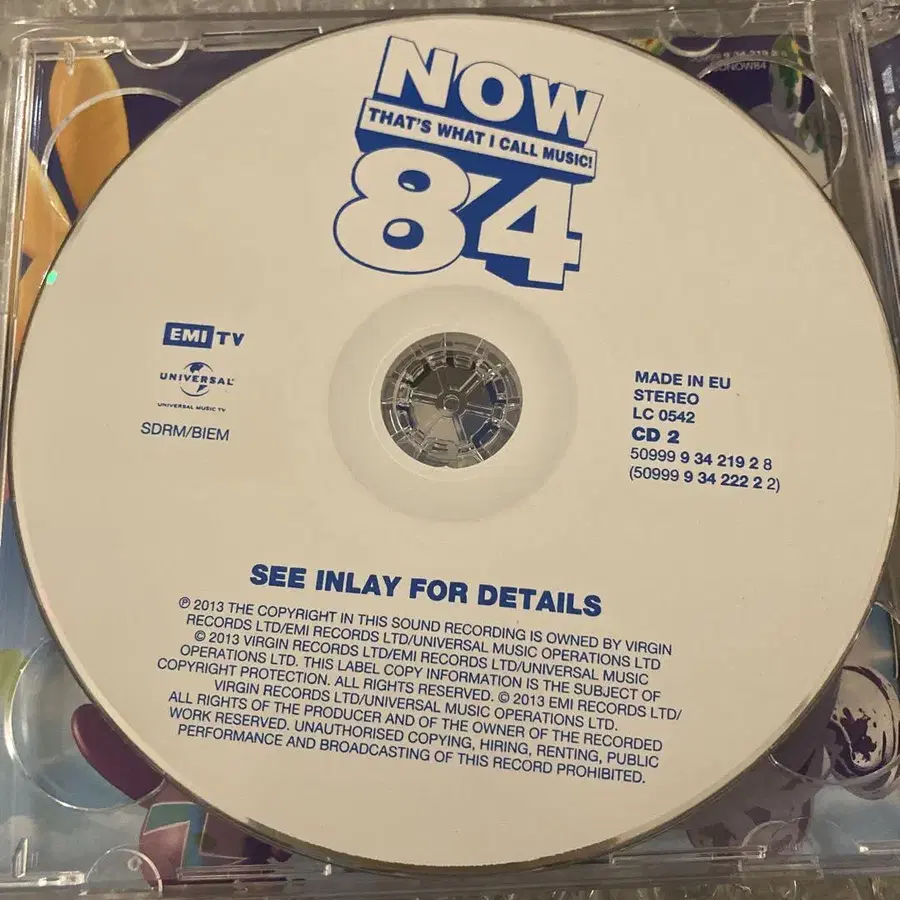 NOW
THAT'S WHAT I CALL MUSIC!
84
EMI TV
UNIVERSAL
UNIVERSAL MUSIC TV
SDRM/BIEM
MADE IN EU
STEREO
LC 0542
CD 2
50999 9 34 219 2 8
(50999 9 34 222 2 2)
SEE INLAY FOR DETAILS
℗ 2013 THE COPYRIGHT IN THIS SOUND RECORDING IS OWNED BY VIRGIN
RECORDS LTD/EMI RECORDS LTD/UNIVERSAL MUSIC OPERATIONS LTD
© 2013 VIRGIN RECORDS LTD/EMI RECORDS LTD/UNIVERSAL MUSIC
OPERATIONS LTD. THIS LABEL COPY INFORMATION IS THE SUBJECT OF
COPYRIGHT PROTECTION. ALL RIGHTS RESERVED. © 2013 EMI RECORDS LTD/
VIRGIN RECORDS LTD/UNIVERSAL MUSIC OPERATIONS LTD.
ALL RIGHTS OF THE PRODUCER AND OF THE OWNER OF THE RECORDED
WORK RESERVED. UNAUTHORISED COPYING, HIRING, RENTING, PUBLIC
PERFORMANCE AND BROADCASTING OF THIS RECORD PROHIBITED.